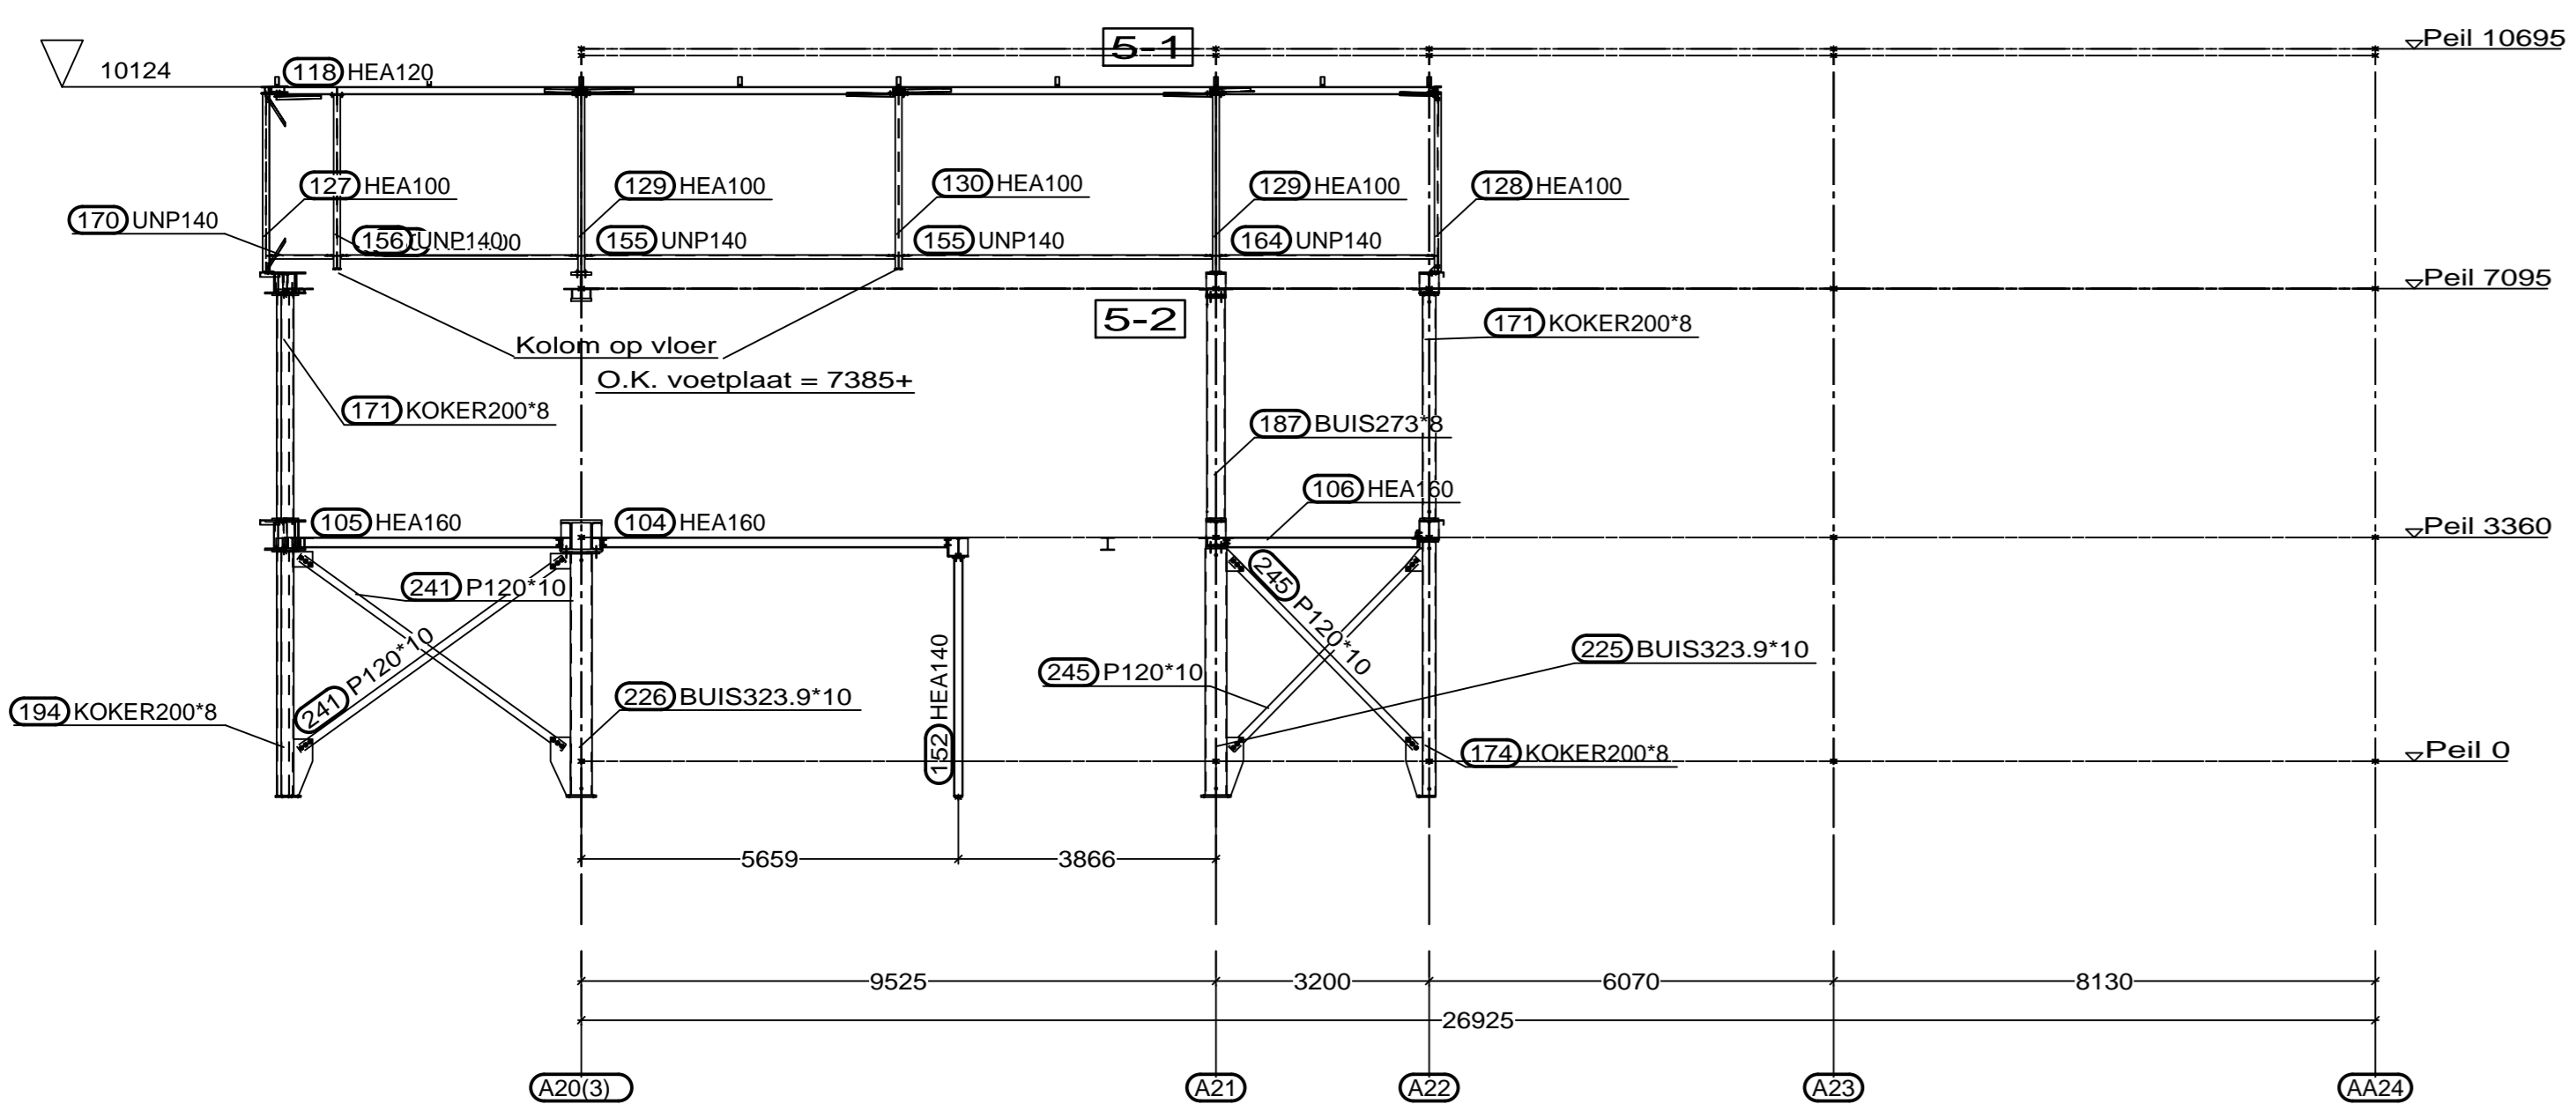 5-1
Peil 10695
10124
118 HEA120
127 HEA100
129 HEA100
130 HEA100
129 HEA100
128 HEA100
170 UNP140
156 UNP140
155 UNP140
155 UNP140
164 UNP140
Peil 7095
5-2
171 KOKER200*8
Kolom op vloer
O.K. voetplaat = 7385+
171 KOKER200*8
187 BUIS273*8
106 HEA160
105 HEA160
104 HEA160
Peil 3360
241 P120*10
245 P120*10
241 P120*10
152 HEA140
245 P120*10
225 BUIS323.9*10
226 BUIS323.9*10
194 KOKER200*8
174 KOKER200*8
Peil 0
5659
3866
9525
3200
6070
8130
26925
A20(3)
A21
A22
A23
AA24